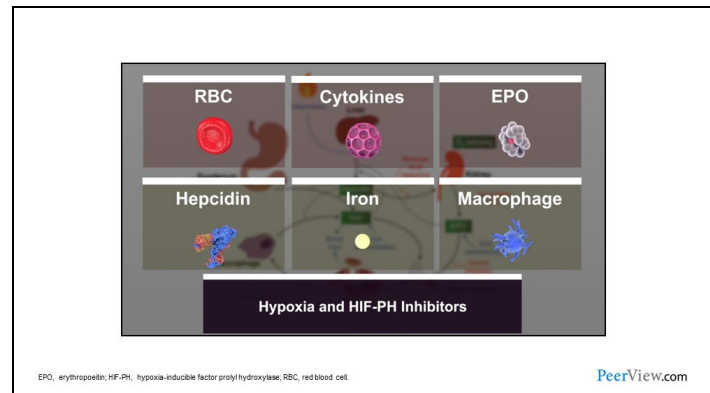 RBC
Cytokines
EPO
Hepcidin
Iron
Macrophage
Hypoxia and HIF-PH Inhibitors
EPO, erythropoeitin; HIF-PH, hypoxia-inducible factor prolyl hydroxylase; RBC, red blood cell.
PeerView.com